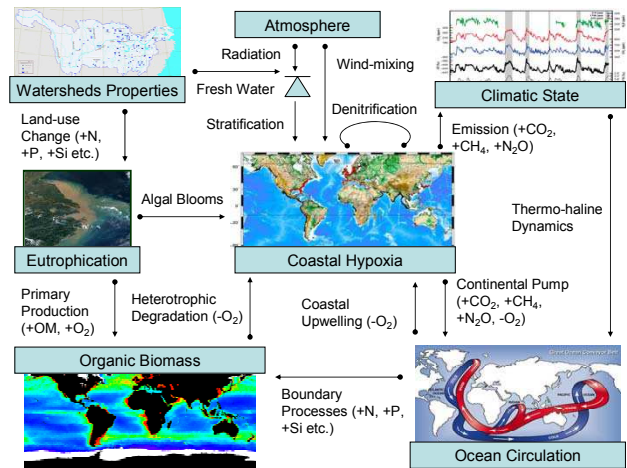 Atmosphere
Radiation
Wind-mixing
Watersheds Properties
Fresh Water
Climatic State
Denitrification
Land-use
Change (+N,
+P, +Si etc.)
Stratification
Emission (+CO₂,
+CH₄, +N₂O)
Algal Blooms
Thermo-haline
Dynamics
Eutrophication
Coastal Hypoxia
Primary
Production
(+OM, +O₂)
Heterotrophic
Degradation (-O₂)
Coastal
Upwelling (-O₂)
Continental Pump
(+CO₂, +CH₄,
+N₂O, -O₂)
Organic Biomass
Boundary
Processes (+N, +P,
+Si etc.)
Ocean Circulation